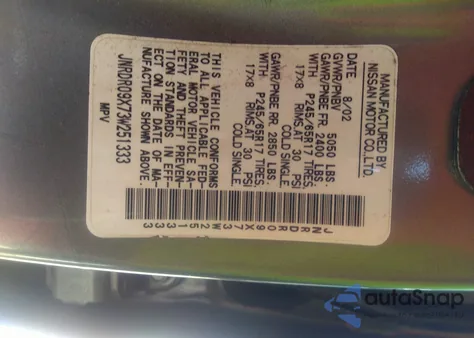 MANUFACTURED BY
NISSAN MOTOR CO.,LTD.
DATE 8/02
GVWR/PNBV 5050 LBS.
GAWR/PNBE FR. 2400 LBS.
WITH P245/65R17 TIRES,
17X8 RIMS,AT 30 PSI
COLD SINGLE.
GAWR/PNBE RR. 2850 LBS.
WITH: P245/65R17 TIRES,
17X8 RIMS,AT 30 PSI
COLD SINGLE.
JNRDR09X73W251333
THIS VEHICLE CONFORMS
TO ALL APPLICABLE FED-
ERAL MOTOR VEHICLE SA-
FETY AND THEFT PREVEN-
TION STANDARDS IN EFF-
ECT ON THE DATE OF MA-
NUFACTURE SHOWN ABOVE.
JNRDR09X73W251333
MPV
autoSnap